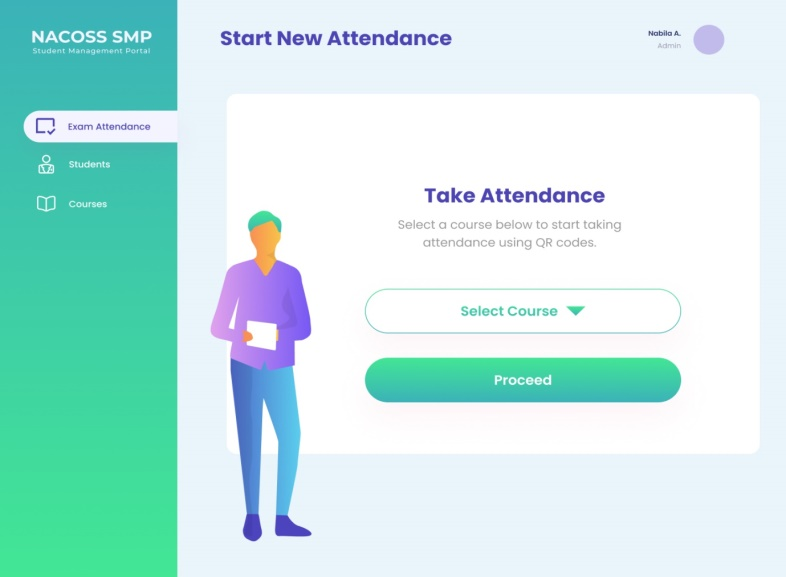 NACOSS SMP
Student Management Portal
Exam Attendance
Students
Courses
Start New Attendance
Nabila A.
Admin
Take Attendance
Select a course below to start taking
attendance using QR codes.
Select Course
Proceed